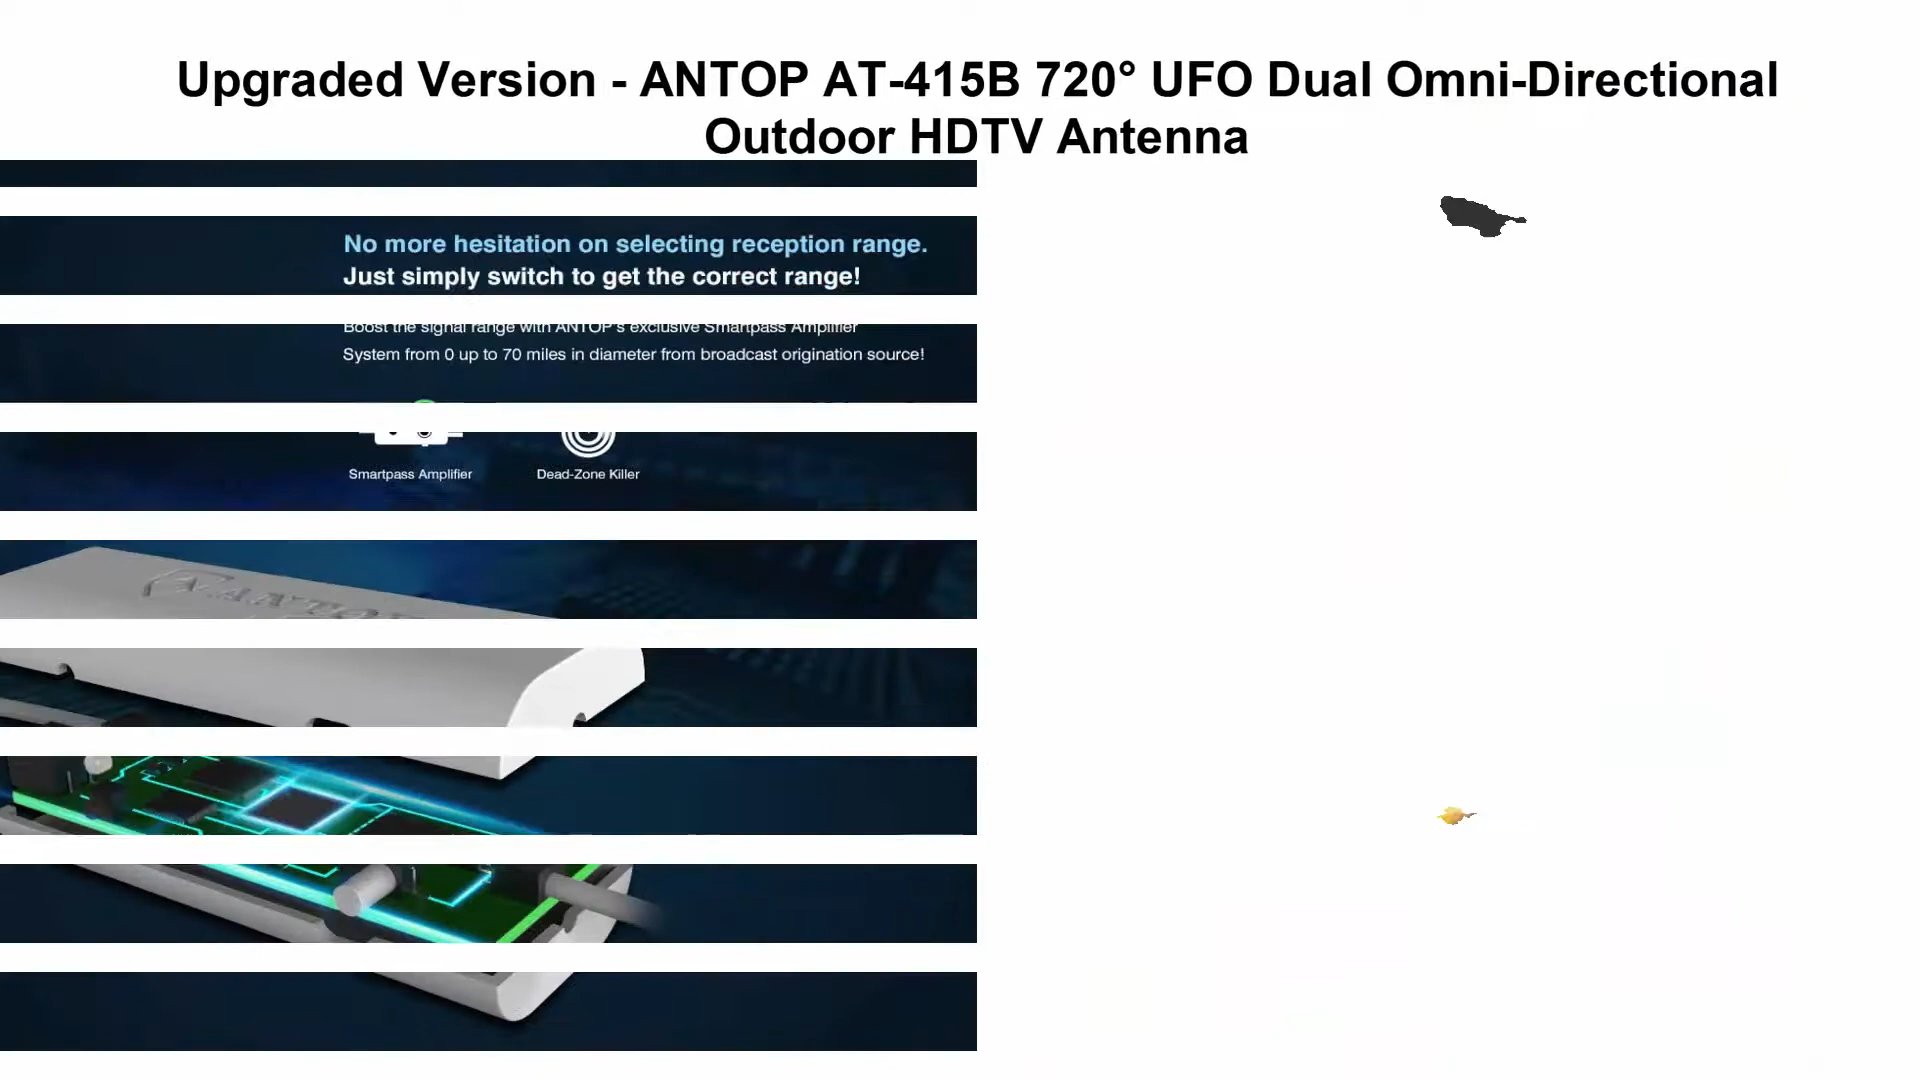 Upgraded Version - ANTOP AT-415B 720° UFO Dual Omni-Directional
Outdoor HDTV Antenna
No more hesitation on selecting reception range.
Just simply switch to get the correct range!
Boost the signal range with ANTOP's exclusive Smartpass Amplifier
System from 0 up to 70 miles in diameter from broadcast origination source!
Smartpass Amplifier
Dead-Zone Killer
ANTOP